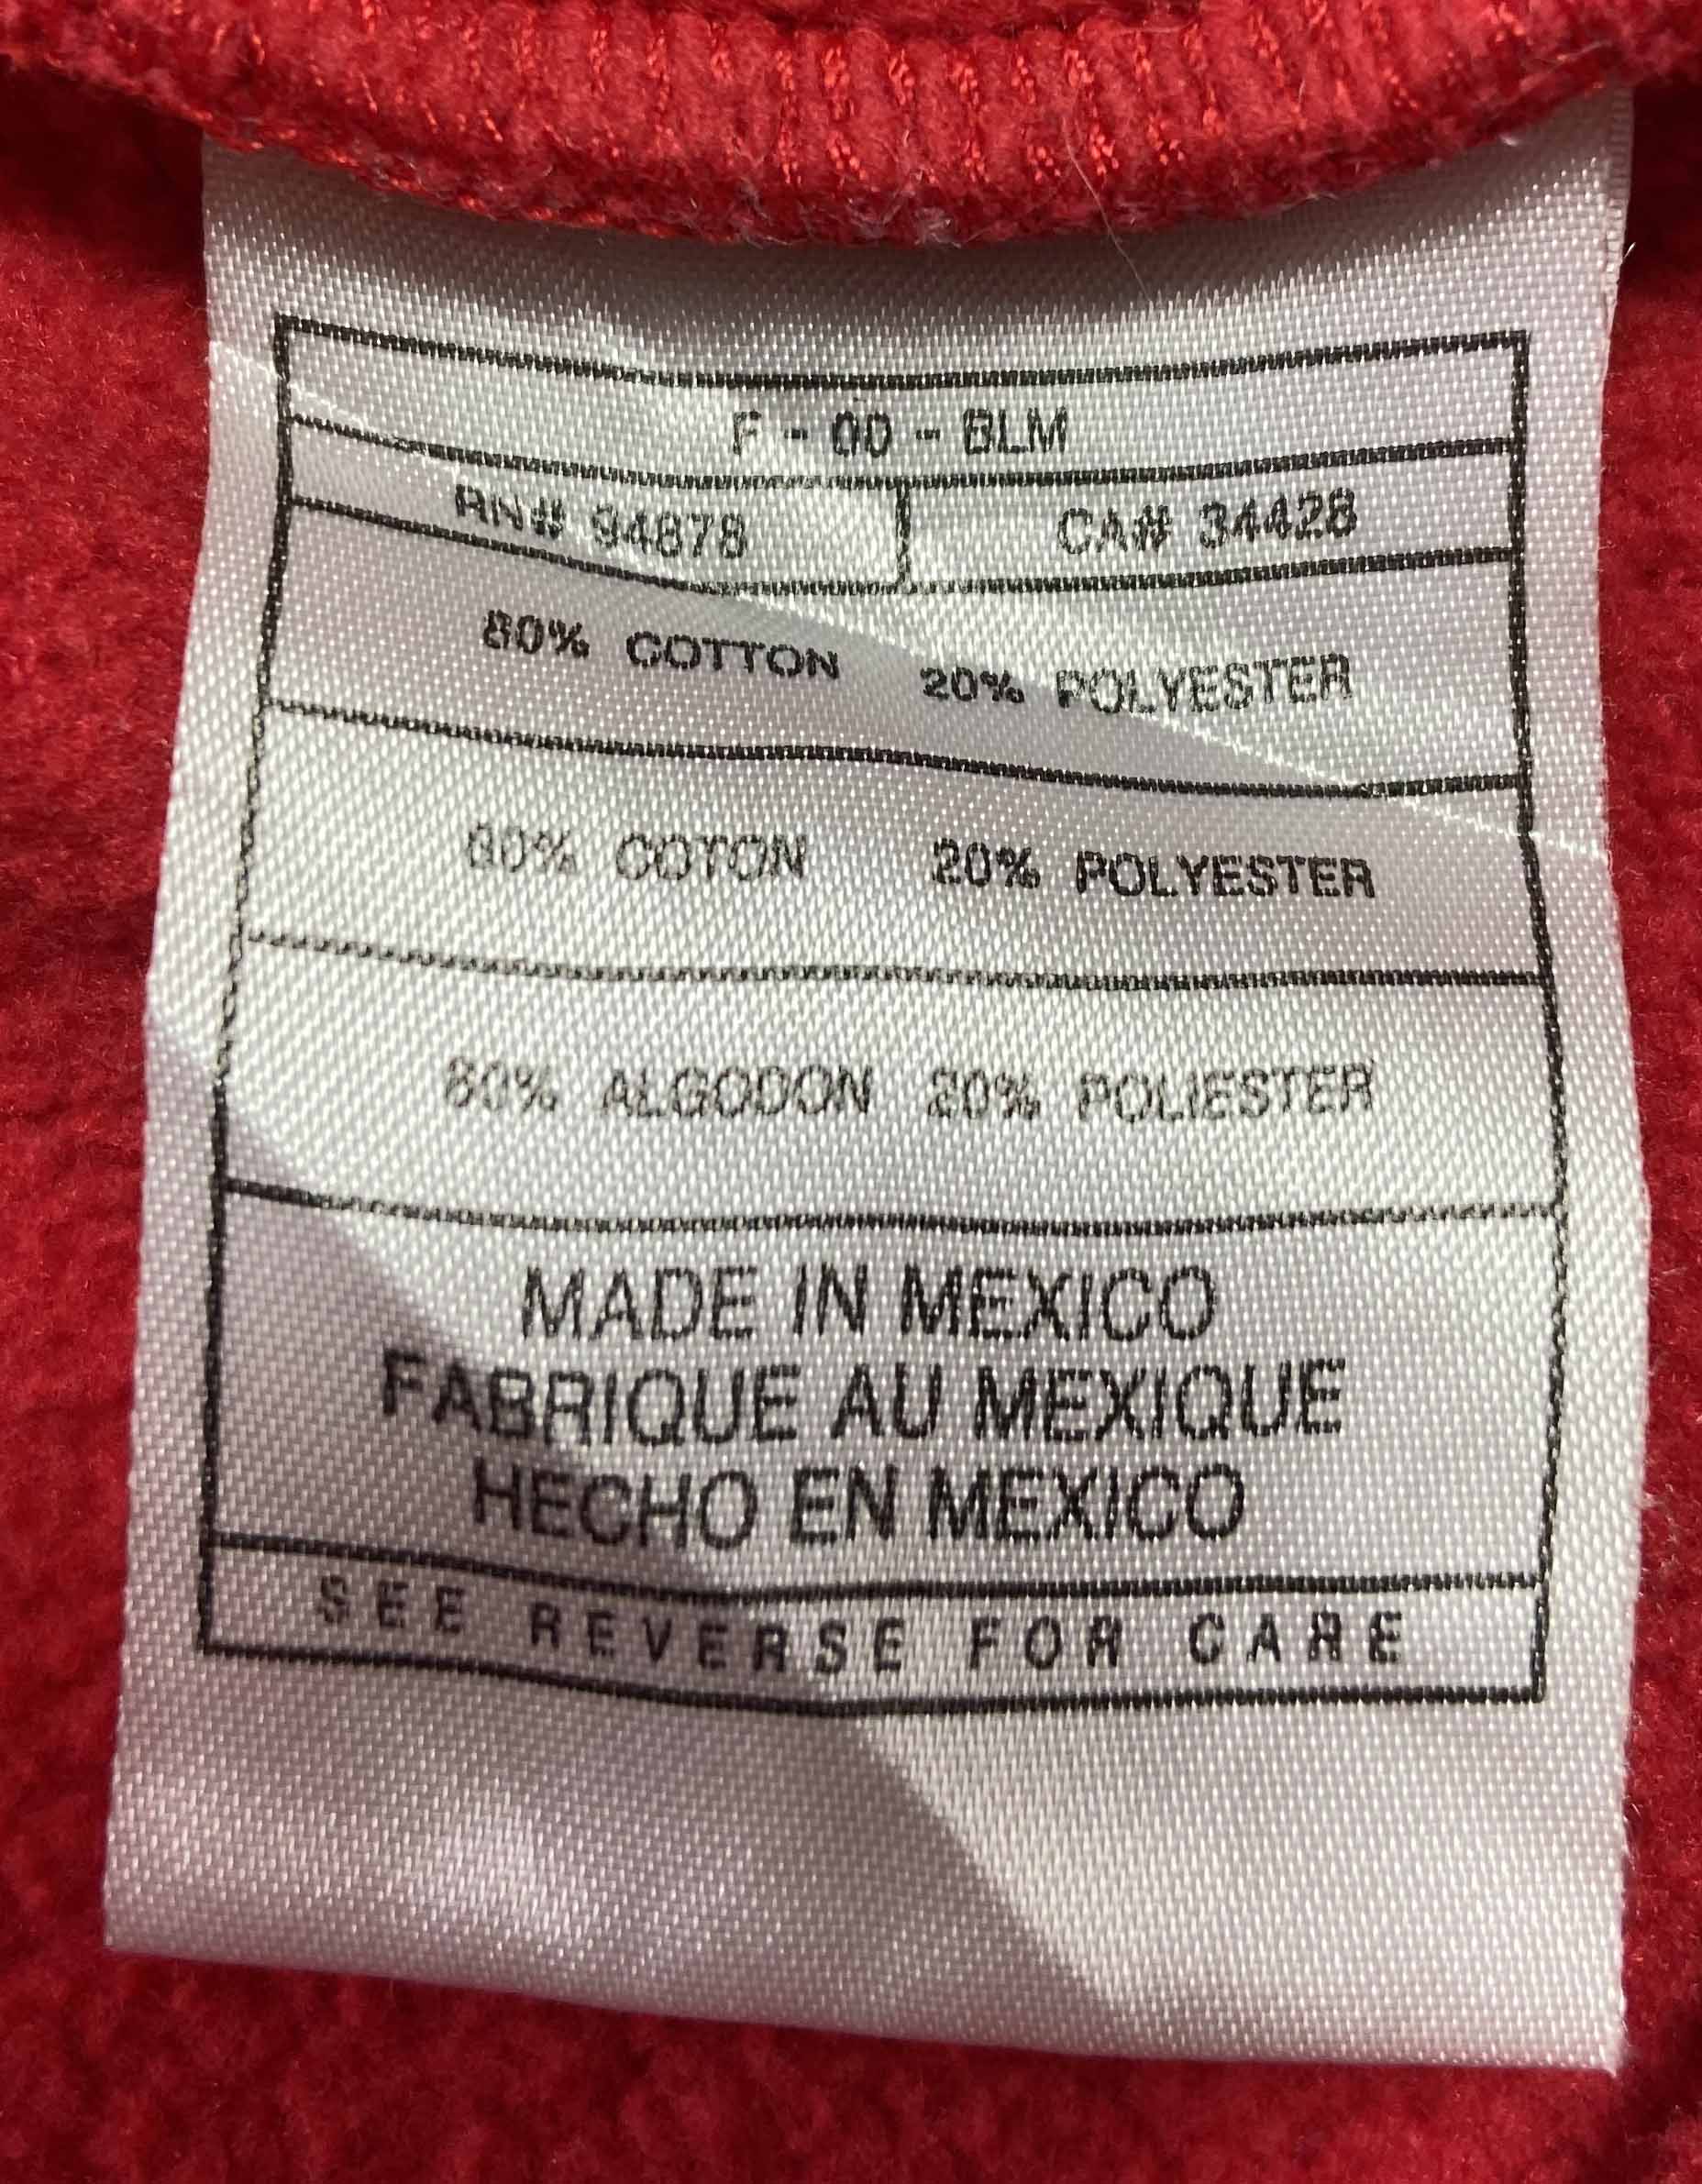 F - 00 - BLM
RN# 94878 CA# 34428
80% COTTON 20% POLYESTER
80% COTON 20% POLYESTER
80% ALGODON 20% POLIESTER
MADE IN MEXICO
FABRIQUE AU MEXIQUE
HECHO EN MEXICO
SEE REVERSE FOR CARE